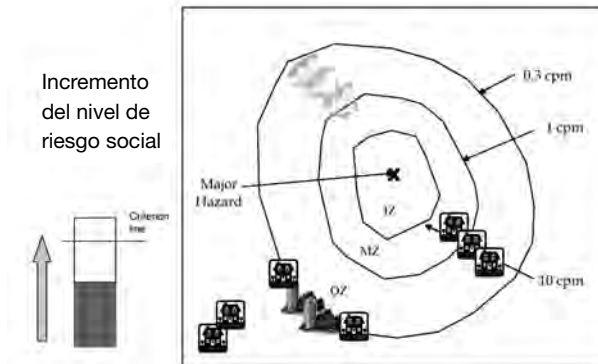 Incremento
del nivel de
riesgo social
Criterion
line
0.3 cpm
1 cpm
Major
Hazard
IZ
MZ
OZ
10 cpm